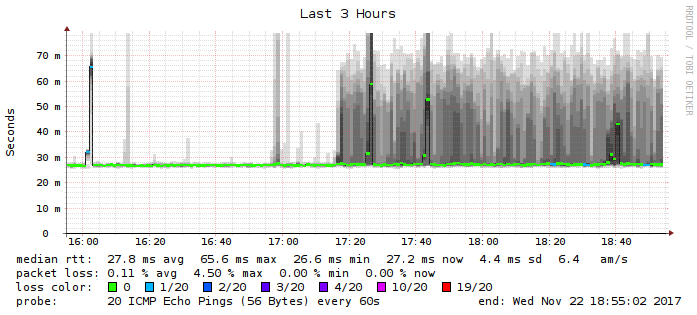 Last 3 Hours
RRDTOOL / TOBI OETIKER
Seconds
70 m
60 m
50 m
40 m
30 m
20 m
10 m
0
16:00 16:20 16:40 17:00 17:20 17:40 18:00 18:20 18:40
median rtt: 27.8 ms avg 65.6 ms max 26.6 ms min 27.2 ms now 4.4 ms sd 6.4 am/s
packet loss: 0.11 % avg 4.50 % max 0.00 % min 0.00 % now
loss color: 0 1/20 2/20 3/20 4/20 10/20 19/20
probe: 20 ICMP Echo Pings (56 Bytes) every 60s end: Wed Nov 22 18:55:02 2017